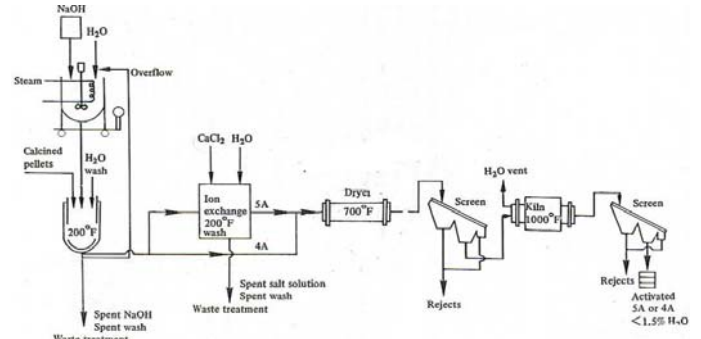 NaOH
H₂O
Overflow
Steam
Calcined
pellets
H₂O
wash
200°F
Spent NaOH
Spent wash
Waste treatment
CaCl₂ H₂O
Ion
exchange
200°F
wash
5A
4A
Spent salt solution
Spent wash
Waste treatment
Dryer
700°F
Screen
Rejects
H₂O vent
Kiln
1000°F
Screen
Rejects
Activated
5A or 4A
<1.5% H₂O